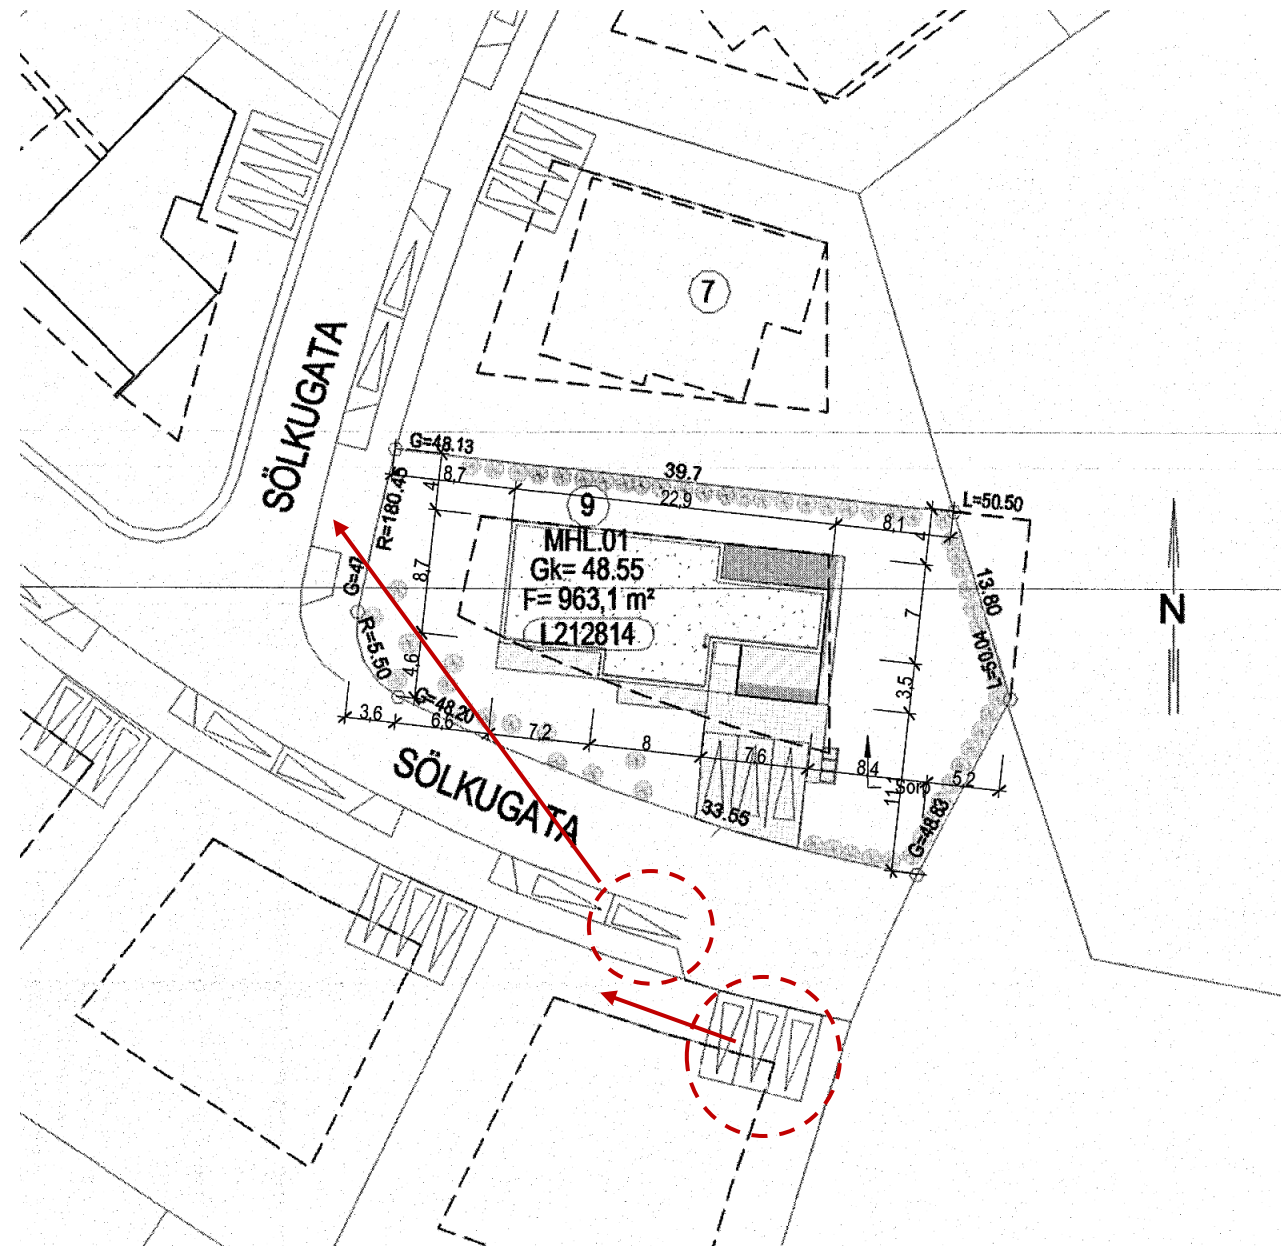 7
SÖLKUGATA
G=48.13
39.7
8.7
22,9
8,1
L=50.50
4
4
R=180.45
9
MHL.01
Gk= 48.55
F= 963,1 m²
L212814
8.7
7
13.80
G=47
R=5.50
4.6
L=50.04
3,5
N
G=48.20
3,6
6,6
7,2
8
7.6
8.4
5,2
Sorp
11
33.55
G=48.83
SÖLKUGATA